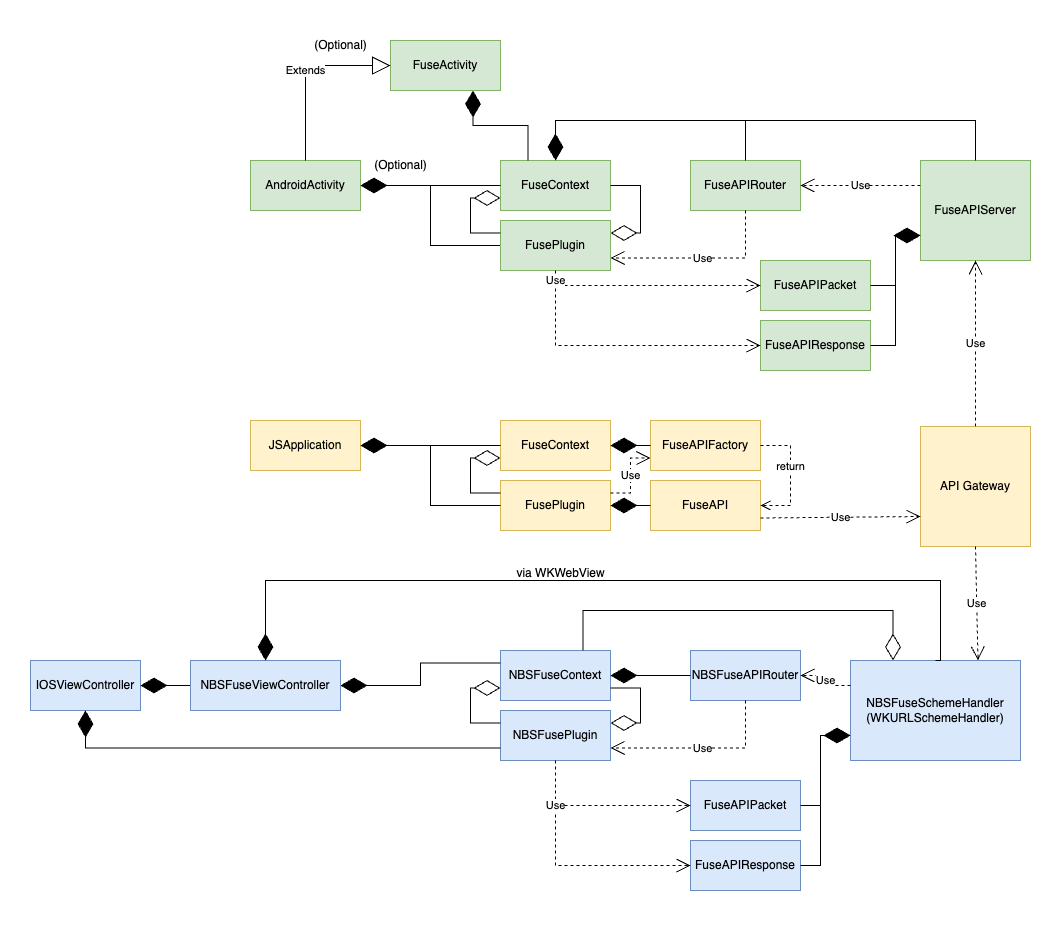 (Optional)
FuseActivity
Extends
(Optional)
AndroidActivity
FuseContext
FuseAPIRouter
Use
FuseAPIServer
FusePlugin
Use
Use
FuseAPIPacket
FuseAPIResponse
Use
JSApplication
FuseContext
FuseAPIFactory
return
Use
FusePlugin
FuseAPI
Use
API Gateway
via WKWebView
Use
IOSViewController
NBSFuseViewController
NBSFuseContext
NBSFuseAPIRouter
Use
NBSFuseSchemeHandler
(WKURLSchemeHandler)
NBSFusePlugin
Use
Use
FuseAPIPacket
FuseAPIResponse